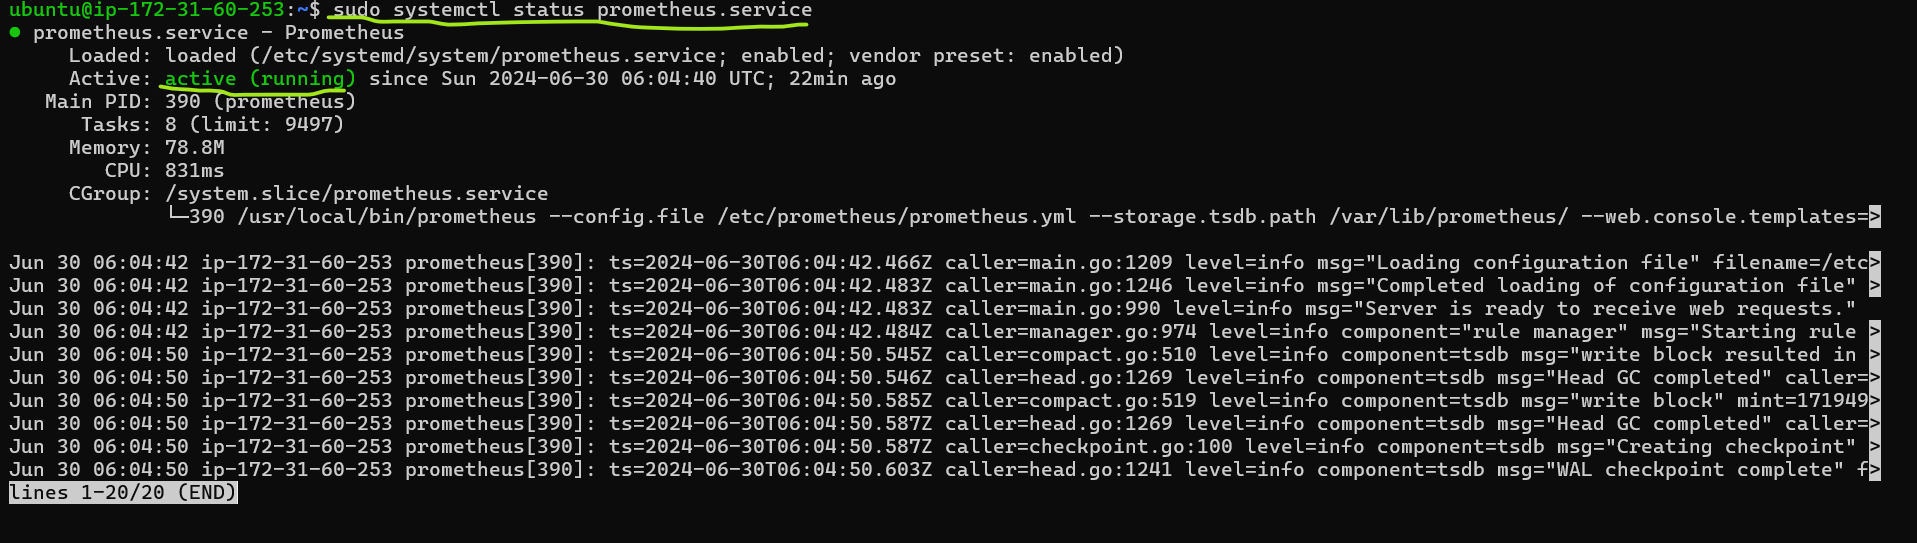 ubuntu@ip-172-31-60-253:~$ sudo systemctl status prometheus.service
● prometheus.service - Prometheus
Loaded: loaded (/etc/systemd/system/prometheus.service; enabled; vendor preset: enabled)
Active: active (running) since Sun 2024-06-30 06:04:40 UTC; 22min ago
Main PID: 390 (prometheus)
Tasks: 8 (limit: 9497)
Memory: 78.8M
CPU: 831ms
CGroup: /system.slice/prometheus.service
└─390 /usr/local/bin/prometheus --config.file /etc/prometheus/prometheus.yml --storage.tsdb.path /var/lib/prometheus/ --web.console.templates=>
Jun 30 06:04:42 ip-172-31-60-253 prometheus[390]: ts=2024-06-30T06:04:42.466Z caller=main.go:1209 level=info msg="Loading configuration file" filename=/etc>
Jun 30 06:04:42 ip-172-31-60-253 prometheus[390]: ts=2024-06-30T06:04:42.483Z caller=main.go:1246 level=info msg="Completed loading of configuration file" >
Jun 30 06:04:42 ip-172-31-60-253 prometheus[390]: ts=2024-06-30T06:04:42.483Z caller=main.go:990 level=info msg="Server is ready to receive web requests."
Jun 30 06:04:42 ip-172-31-60-253 prometheus[390]: ts=2024-06-30T06:04:42.484Z caller=manager.go:974 level=info component="rule manager" msg="Starting rule >
Jun 30 06:04:50 ip-172-31-60-253 prometheus[390]: ts=2024-06-30T06:04:50.545Z caller=compact.go:510 level=info component=tsdb msg="write block resulted in >
Jun 30 06:04:50 ip-172-31-60-253 prometheus[390]: ts=2024-06-30T06:04:50.546Z caller=head.go:1269 level=info component=tsdb msg="Head GC completed" caller=>
Jun 30 06:04:50 ip-172-31-60-253 prometheus[390]: ts=2024-06-30T06:04:50.585Z caller=compact.go:519 level=info component=tsdb msg="write block" mint=171949>
Jun 30 06:04:50 ip-172-31-60-253 prometheus[390]: ts=2024-06-30T06:04:50.587Z caller=head.go:1269 level=info component=tsdb msg="Head GC completed" caller=>
Jun 30 06:04:50 ip-172-31-60-253 prometheus[390]: ts=2024-06-30T06:04:50.587Z caller=checkpoint.go:100 level=info component=tsdb msg="Creating checkpoint" >
Jun 30 06:04:50 ip-172-31-60-253 prometheus[390]: ts=2024-06-30T06:04:50.603Z caller=head.go:1241 level=info component=tsdb msg="WAL checkpoint complete" f>
lines 1-20/20 (END)